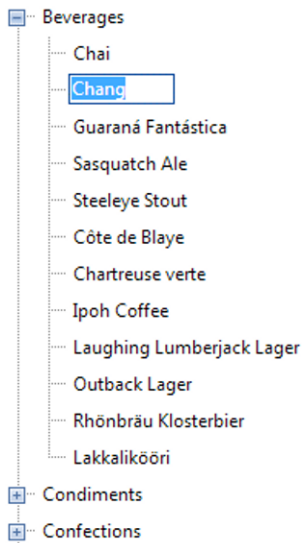 Beverages
Chai
Chang
Guaraná Fantástica
Sasquatch Ale
Steeleye Stout
Côte de Blaye
Chartreuse verte
Ipoh Coffee
Laughing Lumberjack Lager
Outback Lager
Rhönbräu Klosterbier
Lakkalikööri
Condiments
Confections